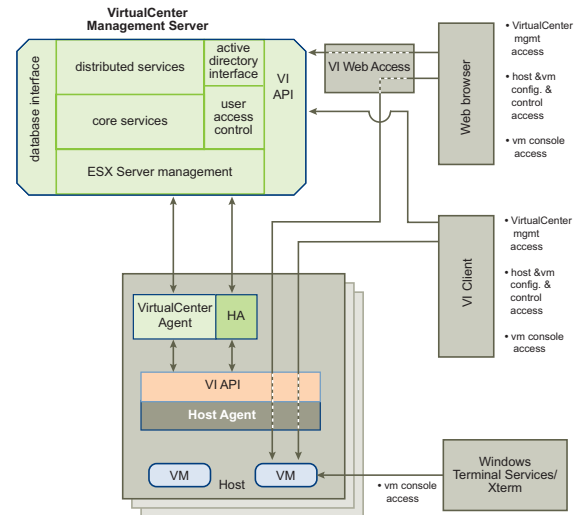 VirtualCenter
Management Server
database interface
distributed services
active
directory
interface
VI
API
core services
user
access
control
ESX Server management
VI Web Access
Web browser
• VirtualCenter
mgmt
access
• host &vm
config. &
control
access
• vm console
access
VI Client
• VirtualCenter
mgmt
access
• host &vm
config. &
control
access
• vm console
access
VirtualCenter
Agent
HA
VI API
Host Agent
VM
Host
VM
• vm console
access
Windows
Terminal Services/
Xterm